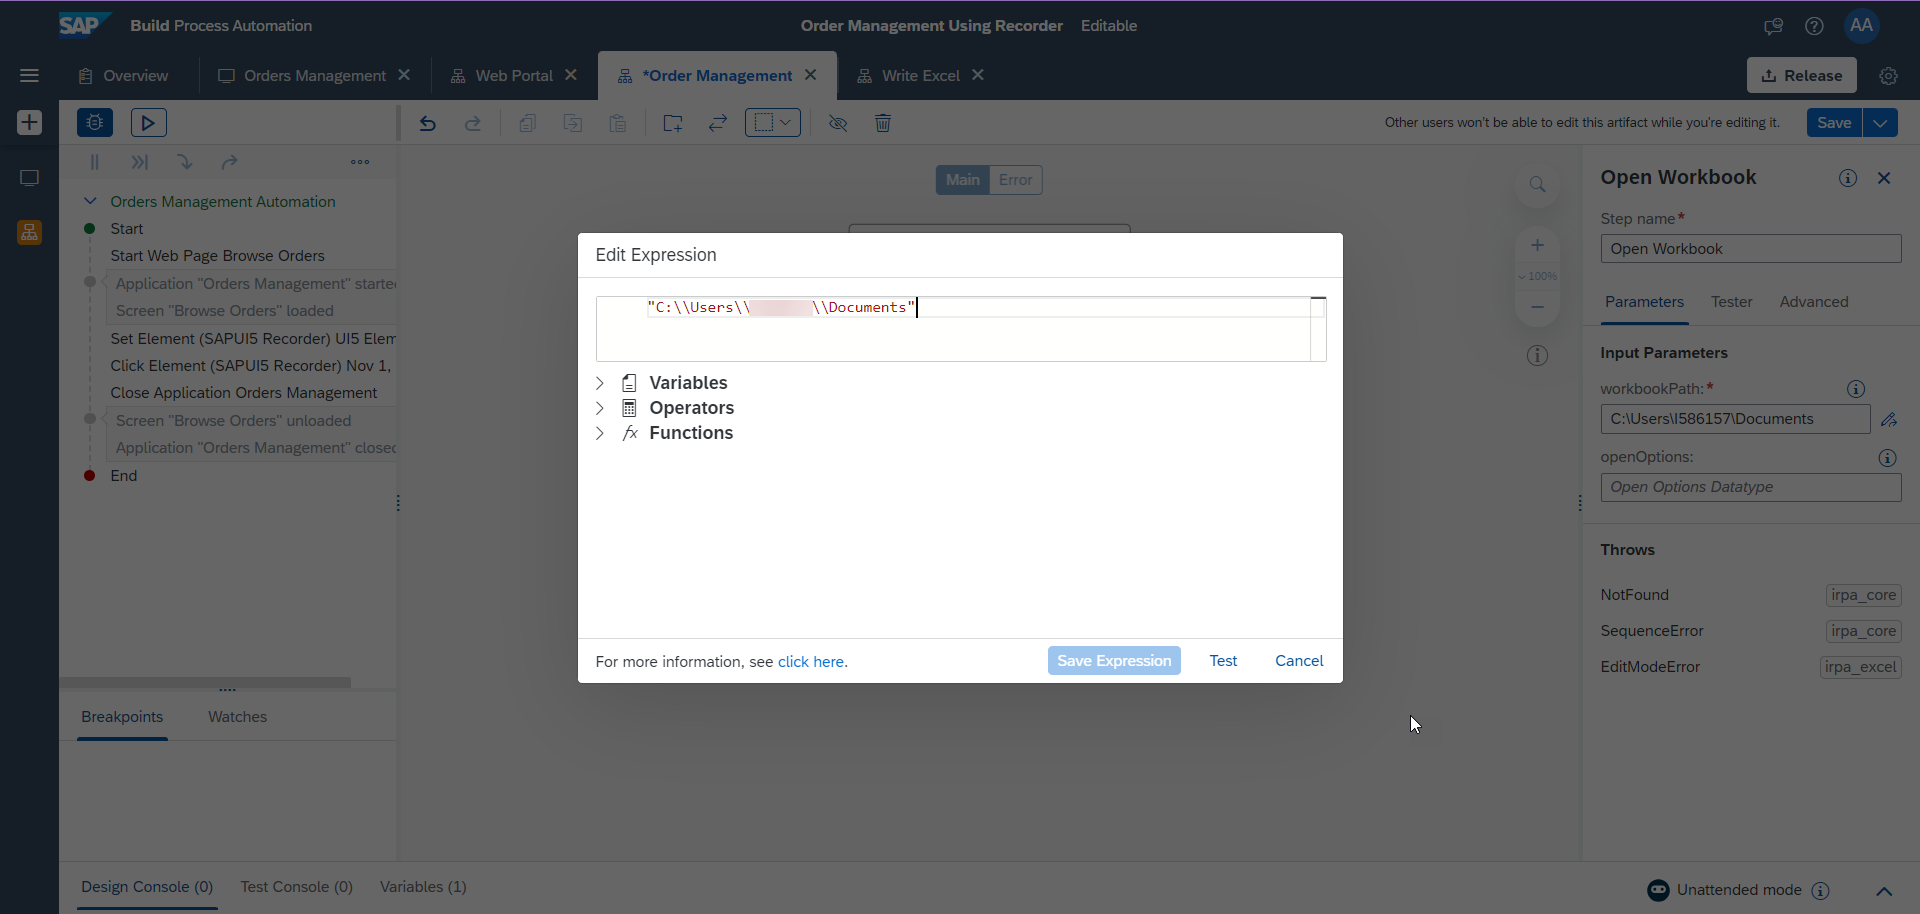 SAP Build Process Automation
Order Management Using Recorder Editable
AA
Overview
Orders Management
Web Portal
*Order Management
Write Excel
Release
Other users won't be able to edit this artifact while you're editing it.
Save
Orders Management Automation
Start
Start Web Page Browse Orders
Application "Orders Management" starte
Screen "Browse Orders" loaded
Set Element (SAPUI5 Recorder) UI5 Elem
Click Element (SAPUI5 Recorder) Nov 1,
Close Application Orders Management
Screen "Browse Orders" unloaded
Application "Orders Management" closed
End
Breakpoints Watches
Main Error
100%
Edit Expression
"C:\\Users\\ \\Documents"
Variables
Operators
fx Functions
For more information, see click here.
Save Expression Test Cancel
Open Workbook
Step name*
Open Workbook
Parameters Tester Advanced
Input Parameters
workbookPath:*
C:\Users\I586157\Documents
openOptions:
Open Options Datatype
Throws
NotFound irpa_core
SequenceError irpa_core
EditModeError irpa_excel
Design Console (0) Test Console (0) Variables (1)
Unattended mode